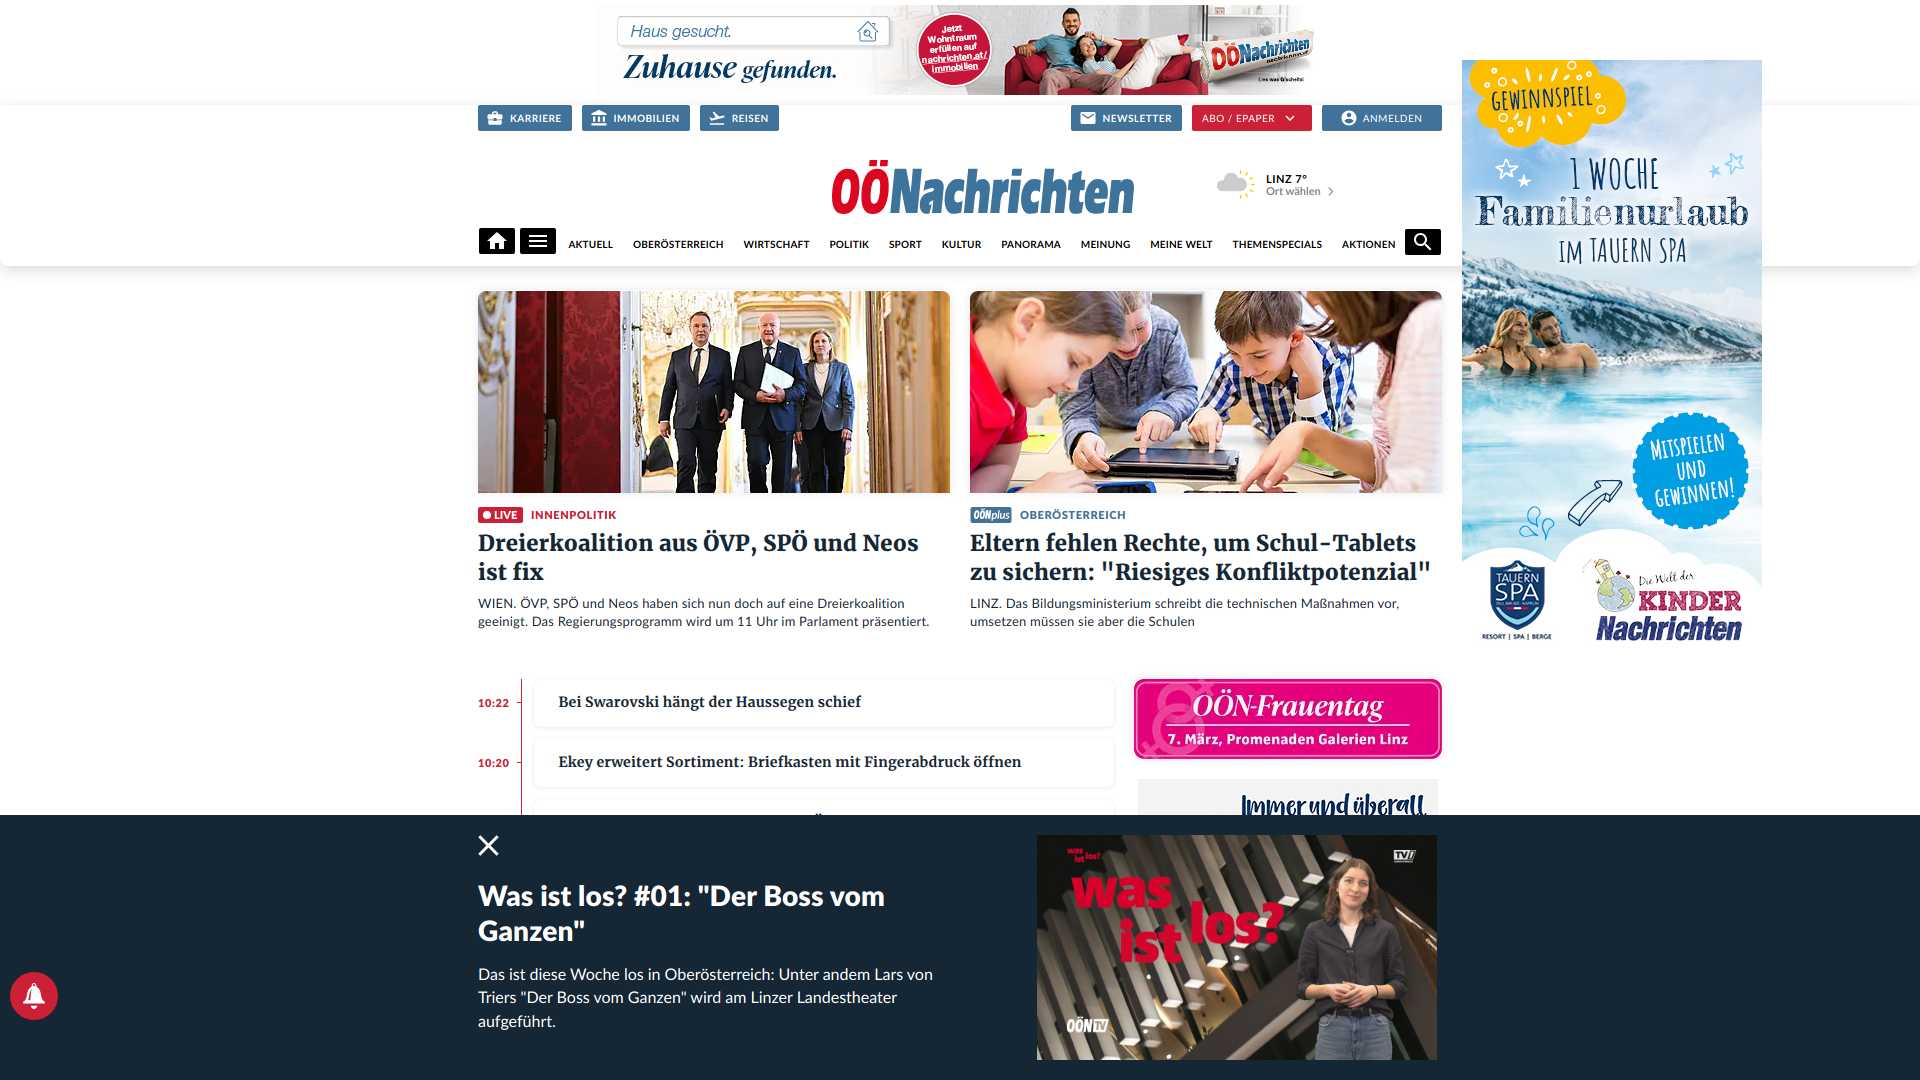 Haus gesucht.
Zuhause gefunden.
Jetzt
Wohntraum
erfüllen auf
nachrichten.at/
immobilien
OÖNachrichten
KARRIERE
IMMOBILIEN
REISEN
NEWSLETTER
ABO / EPAPER
ANMELDEN
OÖNachrichten
LINZ 7°
Ort wählen
AKTUELL
OBERÖSTERREICH
WIRTSCHAFT
POLITIK
SPORT
KULTUR
PANORAMA
MEINUNG
MEINE WELT
THEMENSPECIALS
AKTIONEN
GEWINNSPIEL
1 WOCHE
Familienurlaub
IM TAUERN SPA
MITSPIELEN
UND
GEWINNEN!
TAUERN
SPA
RESORT | SPA | BERGE
Die Welt der
KINDER
Nachrichten
LIVE INNENPOLITIK
Dreierkoalition aus ÖVP, SPÖ und Neos
ist fix
WIEN. ÖVP, SPÖ und Neos haben sich nun doch auf eine Dreierkoalition
geeinigt. Das Regierungsprogramm wird um 11 Uhr im Parlament präsentiert.
OÖNplus OBERÖSTERREICH
Eltern fehlen Rechte, um Schul-Tablets
zu sichern: "Riesiges Konfliktpotenzial"
LINZ. Das Bildungsministerium schreibt die technischen Maßnahmen vor,
umsetzen müssen sie aber die Schulen
10:22 Bei Swarovski hängt der Haussegen schief
10:20 Ekey erweitert Sortiment: Briefkasten mit Fingerabdruck öffnen
OÖN-Frauentag
7. März, Promenaden Galerien Linz
Immer und überall
Was ist los? #01: "Der Boss vom
Ganzen"
Das ist diese Woche los in Oberösterreich: Unter andem Lars von
Triers "Der Boss vom Ganzen" wird am Linzer Landestheater
aufgeführt.
was
ist los?
TV1
was
ist los?
OÖNTV